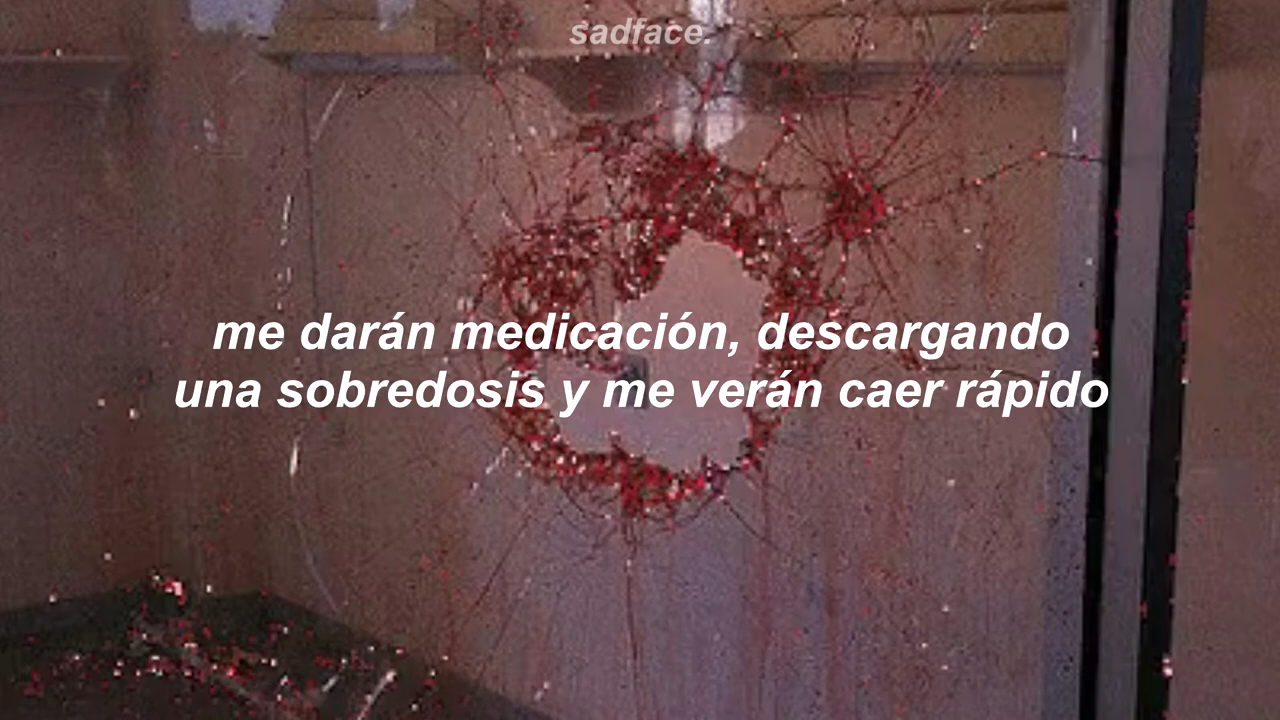 sadface.
me darán medicación, descargando
una sobredosis y me verán caer rápido